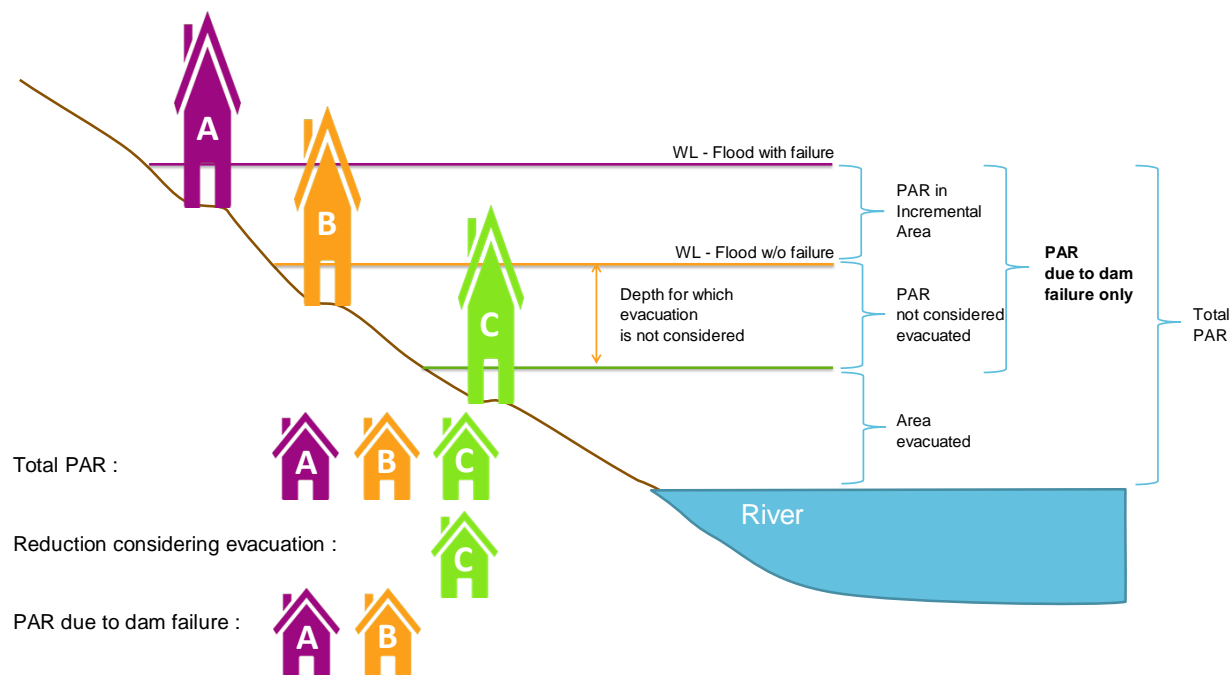 A
WL - Flood with failure
B
PAR in
Incremental
Area
WL - Flood w/o failure
PAR
due to dam
failure only
C
Depth for which
evacuation
is not considered
PAR
not considered
evacuated
Total
PAR
Area
evacuated
Total PAR :
A
B
C
River
Reduction considering evacuation :
C
PAR due to dam failure :
A
B